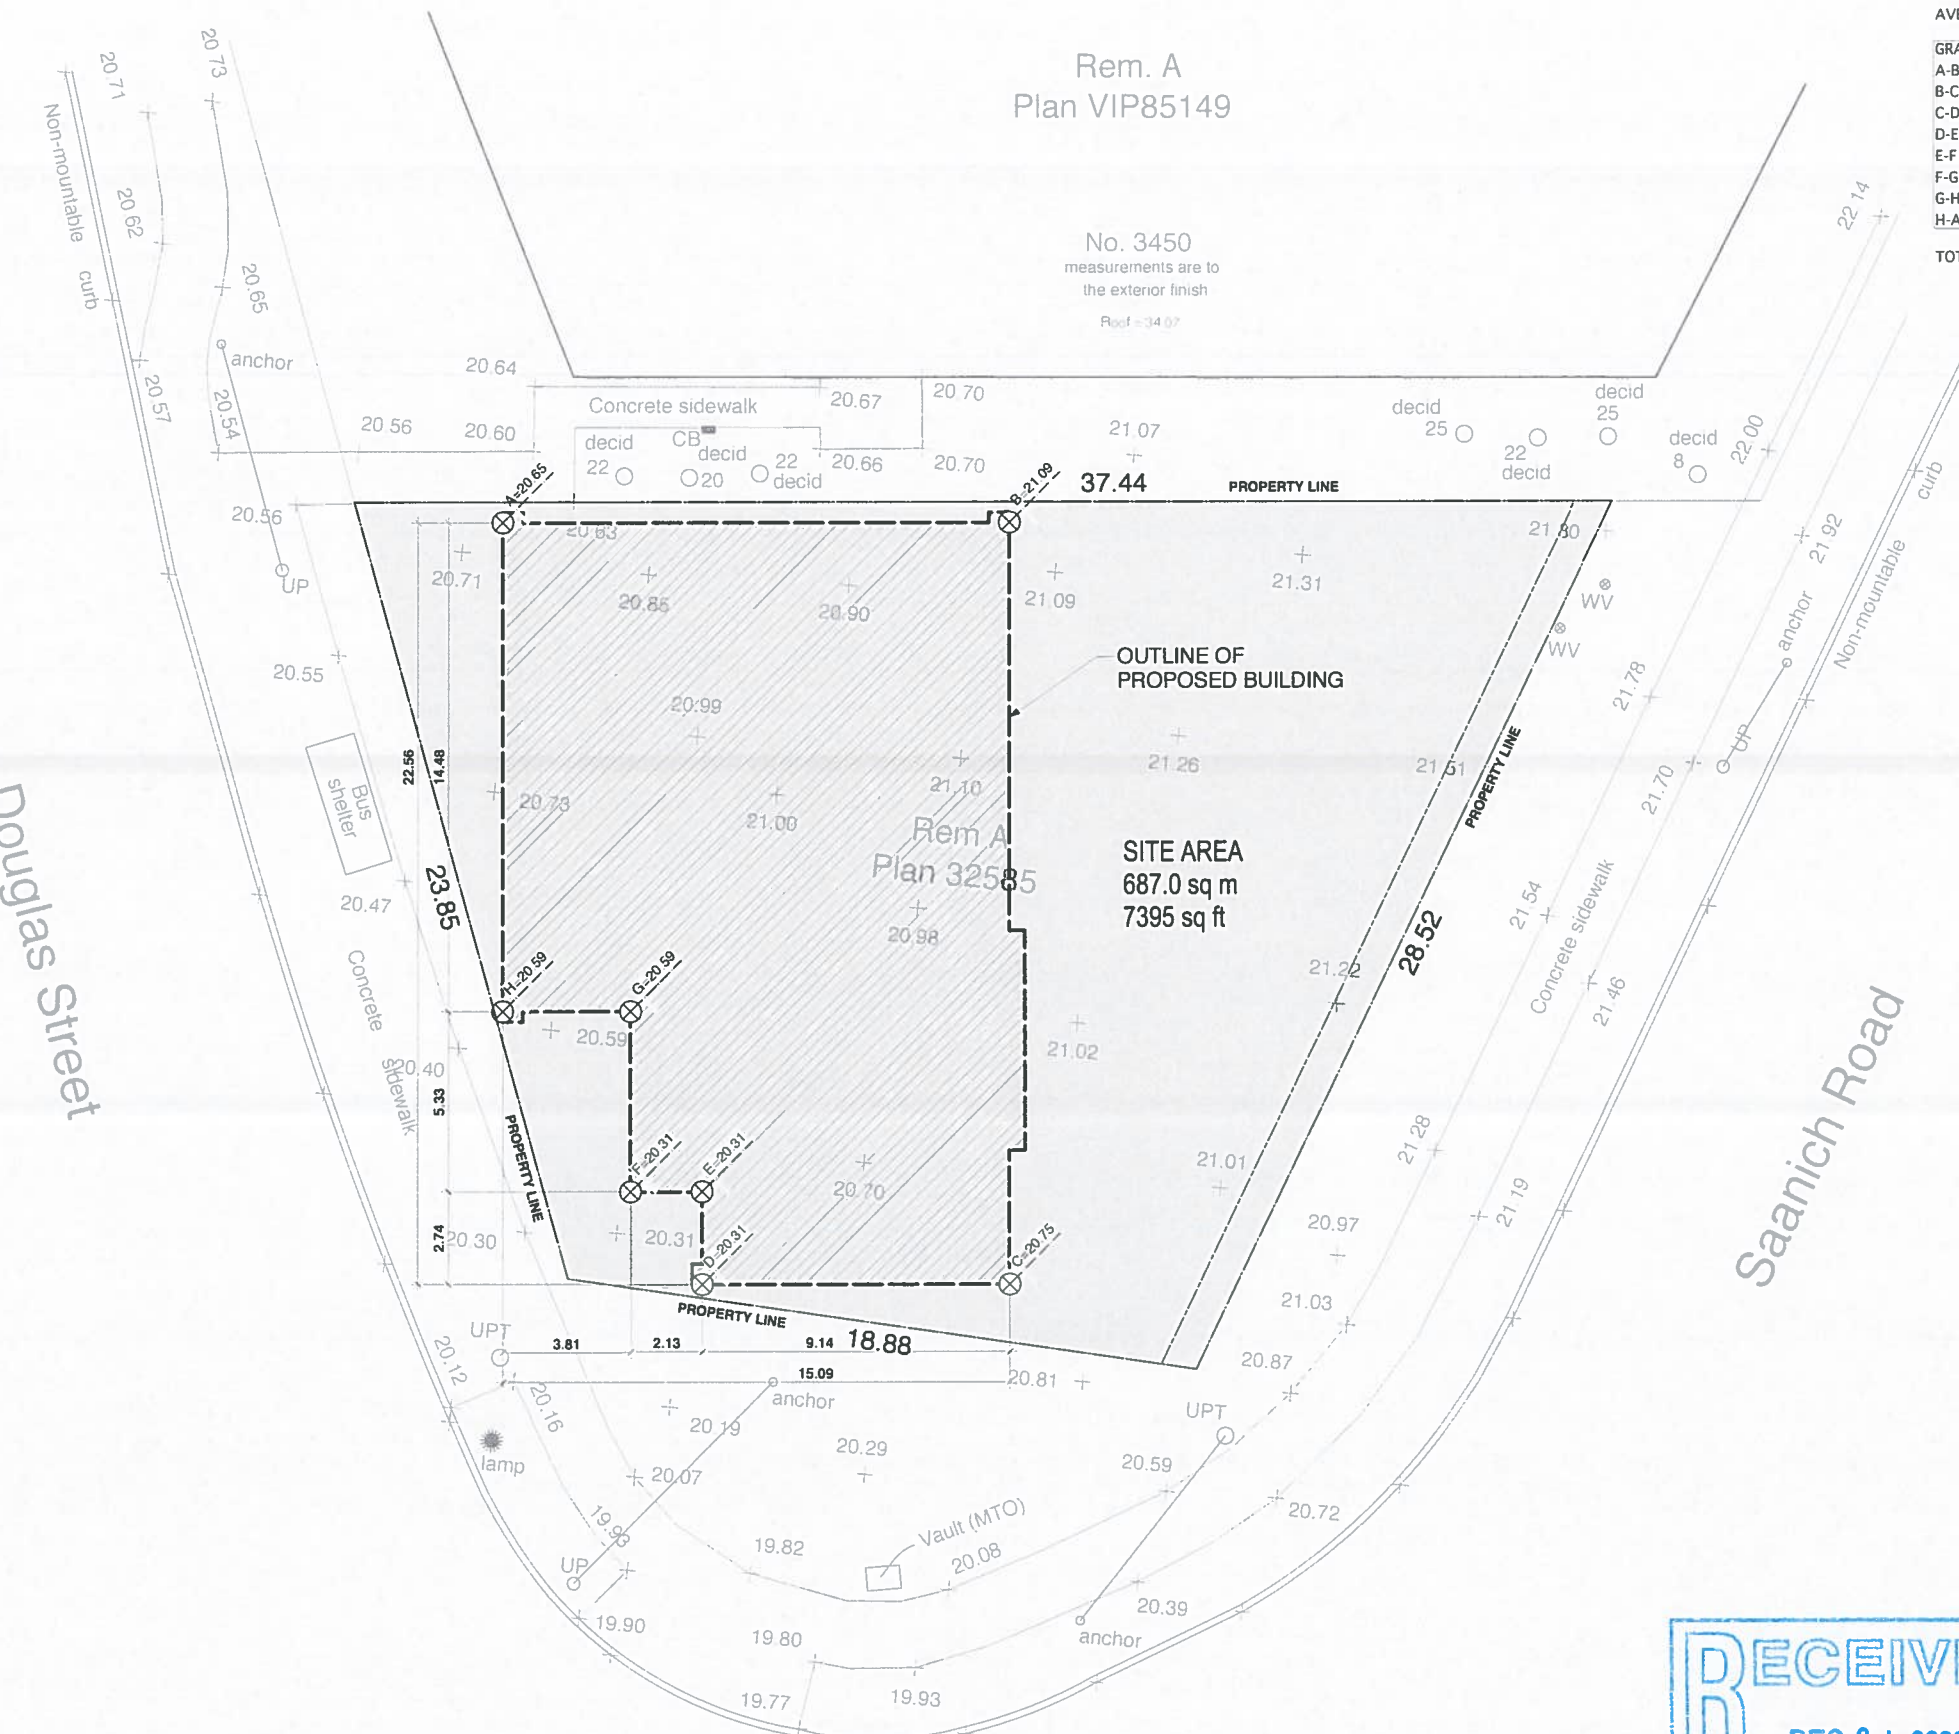 AVE
GRA
A-B
B-C
C-D
D-E
E-F
F-G
G-H
H-A
TOT
Rem. A
Plan VIP85149
No. 3450
measurements are to
the exterior finish
Roof = 34.07
20.71
20.73
Non-mountable curb
20.62
20.65
anchor
20.57
20.54
20.64
20.56
20.60
Concrete sidewalk
20.67
20.70
decid
22
CB
decid
20
22
decid
20.66
20.70
21.07
decid
25
22
decid
decid
25
decid
8
22.14
22.00
curb
A=20.65
B=21.09
37.44
PROPERTY LINE
20.56
UP
20.63
20.71
20.85
20.90
21.09
21.31
21.80
WV
WV
21.92
anchor
Non-mountable
20.55
20.99
OUTLINE OF
PROPOSED BUILDING
21.78
UP
21.70
Bus
shelter
22.56
14.48
20.73
21.00
21.10
21.26
21.51
PROPERTY LINE
Rem A
Plan 32585
SITE AREA
687.0 sq m
7395 sq ft
23.85
20.47
20.98
28.52
21.54
Concrete sidewalk
21.46
Douglas Street
Concrete
sidewalk
H=20.59
G=20.59
20.59
21.22
21.02
20.40
5.33
PROPERTY LINE
F=20.31
E=20.31
20.70
21.01
21.28
21.19
Saanich Road
2.74
20.30
20.31
D=20.31
C=20.75
20.97
21.03
PROPERTY LINE
UPT
3.81
2.13
9.14
18.88
15.09
20.12
20.16
anchor
20.81
20.87
UPT
lamp
20.19
20.29
20.07
20.59
20.72
19.93
19.82
Vault (MTO)
20.08
UP
20.39
anchor
19.90
19.80
19.77
19.93
RECEIV